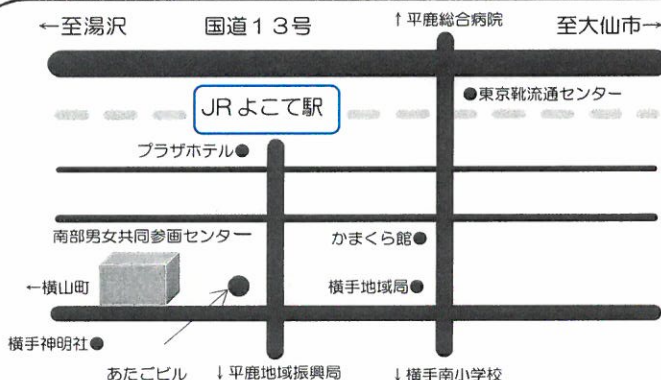 ←至湯沢
国道１３号
↑平鹿総合病院
至大仙市→
●東京靴流通センター
JRよこて駅
プラザホテル●
南部男女共同参画センター
かまくら館●
←横山町
横手地域局●
横手神明社●
あたごビル
↓平鹿地域振興局
↓横手南小学校